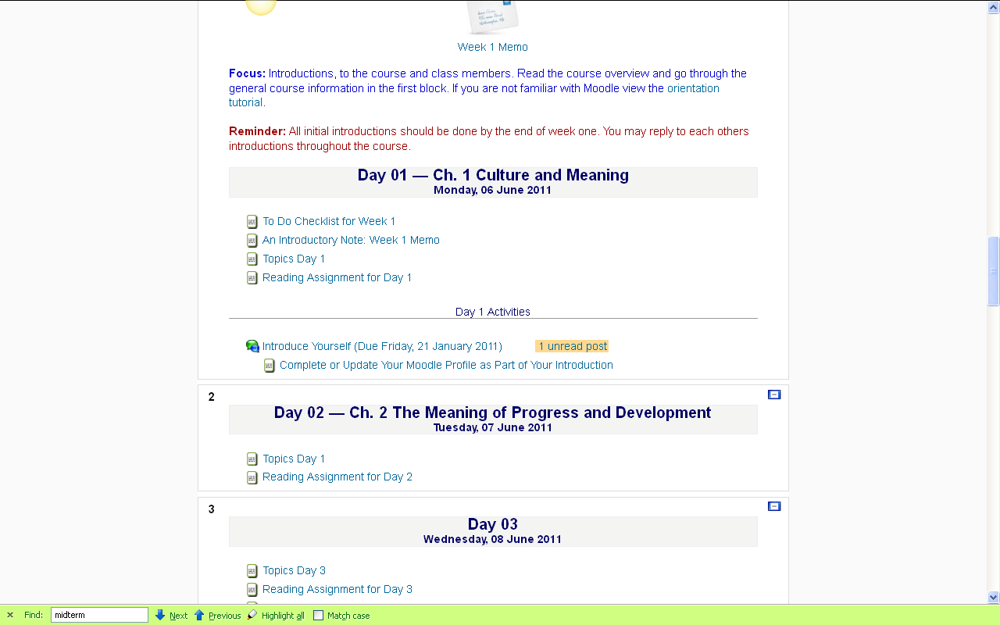 Week 1 Memo
Focus: Introductions, to the course and class members. Read the course overview and go through the
general course information in the first block. If you are not familiar with Moodle view the orientation
tutorial.
Reminder: All initial introductions should be done by the end of week one. You may reply to each others
introductions throughout the course.
Day 01 — Ch. 1 Culture and Meaning
Monday, 06 June 2011
To Do Checklist for Week 1
An Introductory Note: Week 1 Memo
Topics Day 1
Reading Assignment for Day 1
Day 1 Activities
Introduce Yourself (Due Friday, 21 January 2011) 1 unread post
Complete or Update Your Moodle Profile as Part of Your Introduction
2
Day 02 — Ch. 2 The Meaning of Progress and Development
Tuesday, 07 June 2011
Topics Day 1
Reading Assignment for Day 2
3
Day 03
Wednesday, 08 June 2011
Topics Day 3
Reading Assignment for Day 3
Find: midterm Next Previous Highlight all Match case